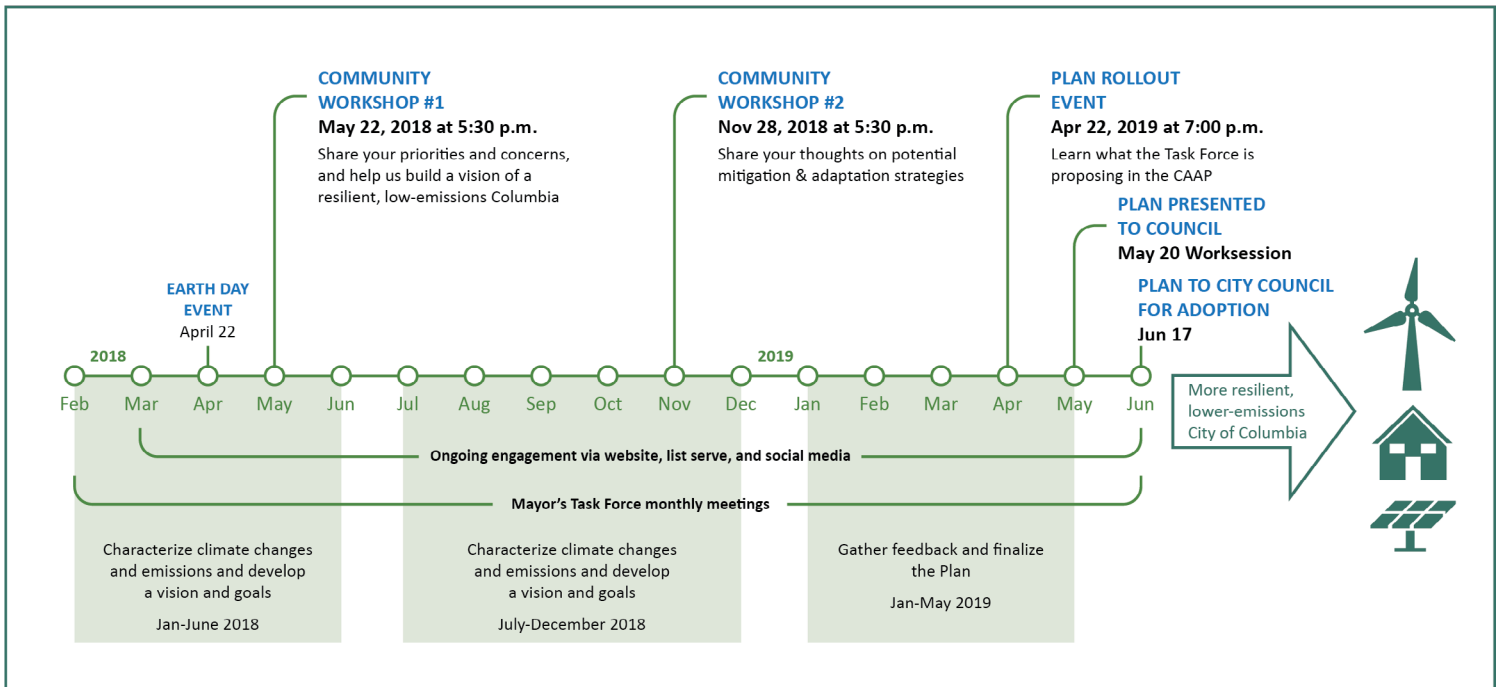 COMMUNITY
WORKSHOP #1
May 22, 2018 at 5:30 p.m.
Share your priorities and concerns,
and help us build a vision of a
resilient, low-emissions Columbia
COMMUNITY
WORKSHOP #2
Nov 28, 2018 at 5:30 p.m.
Share your thoughts on potential
mitigation & adaptation strategies
PLAN ROLLOUT
EVENT
Apr 22, 2019 at 7:00 p.m.
Learn what the Task Force is
proposing in the CAAP
PLAN PRESENTED
TO COUNCIL
May 20 Worksession
EARTH DAY
EVENT
April 22
PLAN TO CITY COUNCIL
FOR ADOPTION
Jun 17
2018
2019
Feb Mar Apr May Jun Jul Aug Sep Oct Nov Dec Jan Feb Mar Apr May Jun
More resilient,
lower-emissions
City of Columbia
Ongoing engagement via website, list serve, and social media
Mayor's Task Force monthly meetings
Characterize climate changes
and emissions and develop
a vision and goals
Jan-June 2018
Characterize climate changes
and emissions and develop
a vision and goals
July-December 2018
Gather feedback and finalize
the Plan
Jan-May 2019